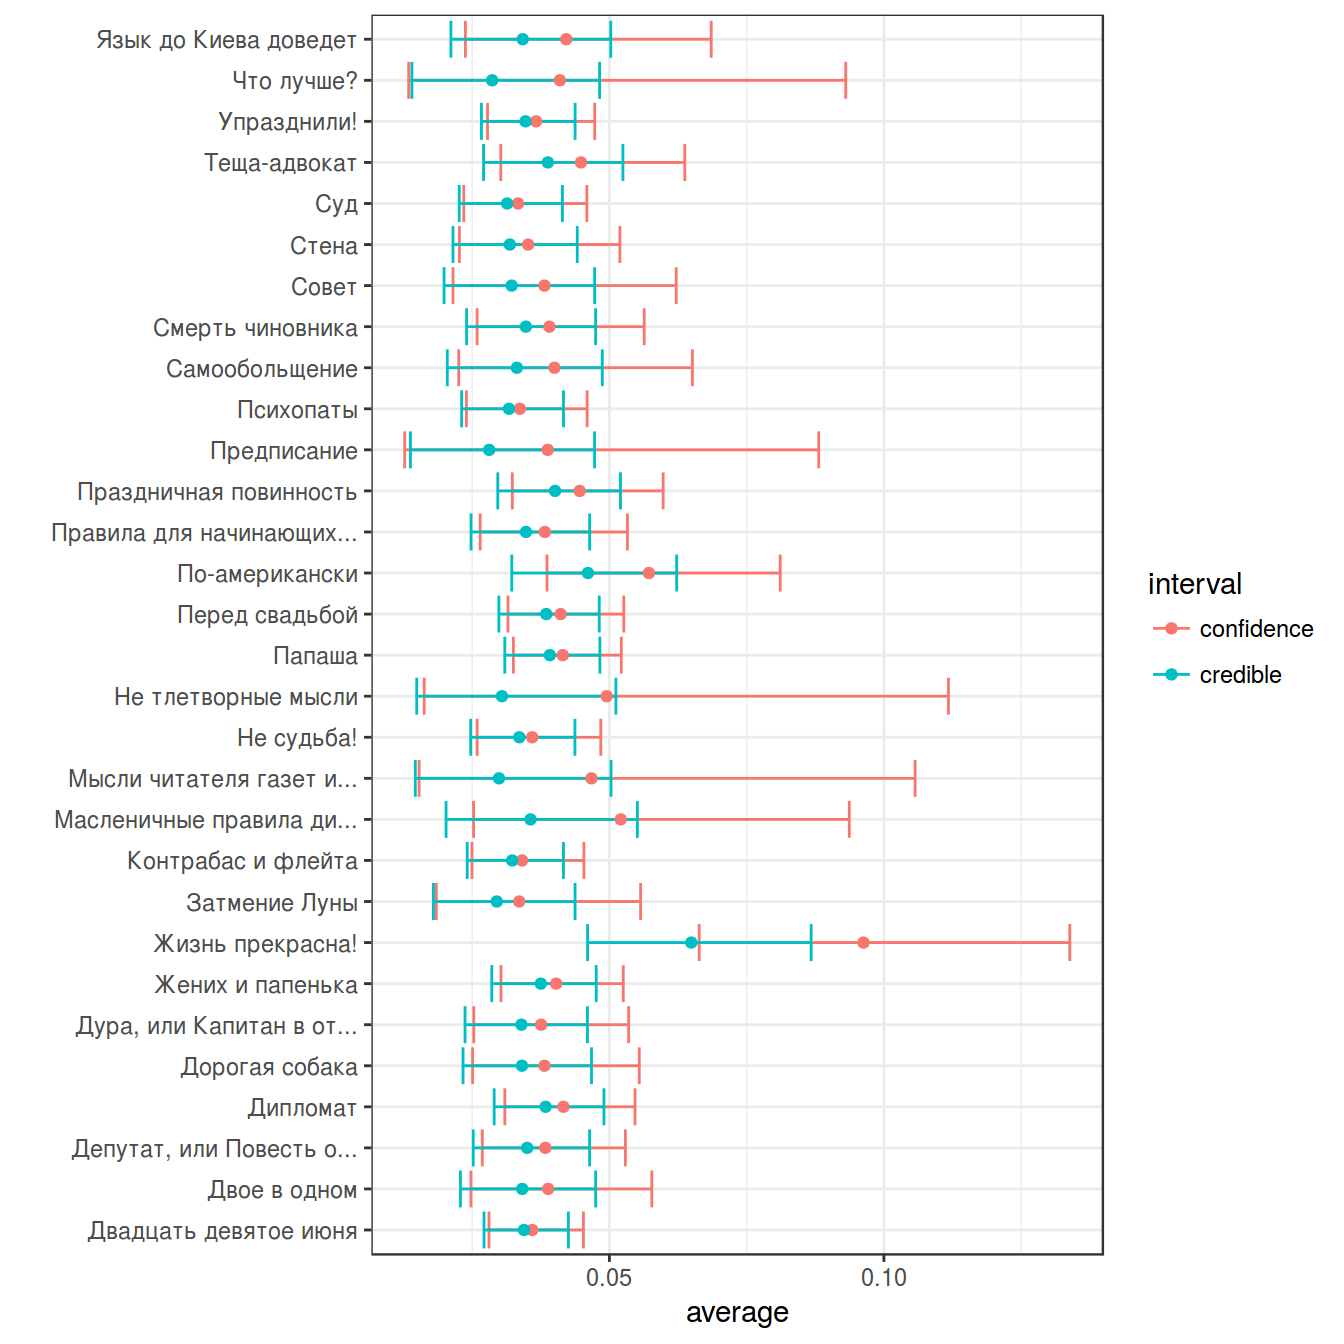 Язык до Киева доведет
Что лучше?
Упразднили!
Теща-адвокат
Суд
Стена
Совет
Смерть чиновника
Самообольщение
Психопаты
Предписание
Праздничная повинность
Правила для начинающих...
По-американски
Перед свадьбой
Папаша
Не тлетворные мысли
Не судьба!
Мысли читателя газет и...
Масленичные правила ди...
Контрабас и флейта
Затмение Луны
Жизнь прекрасна!
Жених и папенька
Дура, или Капитан в от...
Дорогая собака
Дипломат
Депутат, или Повесть о...
Двое в одном
Двадцать девятое июня
0.05 0.10
average
interval
confidence
credible